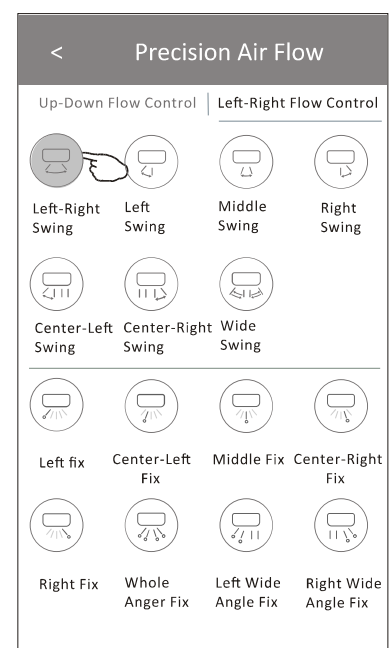 < Precision Air Flow
Up-Down Flow Control | Left-Right Flow Control
Left-Right Left Middle Right
Swing Swing Swing Swing
Center-Left Center-Right Wide
Swing Swing Swing
Left fix Center-Left Middle Fix Center-Right
Fix Fix
Right Fix Whole Left Wide Right Wide
Anger Fix Angle Fix Angle Fix